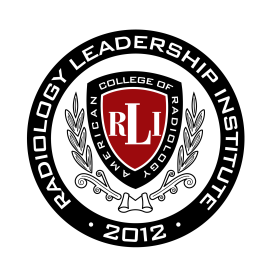 RADIOLOGY LEADERSHIP INSTITUTE
AMERICAN COLLEGE OF RADIOLOGY
RLI
• 2012 •